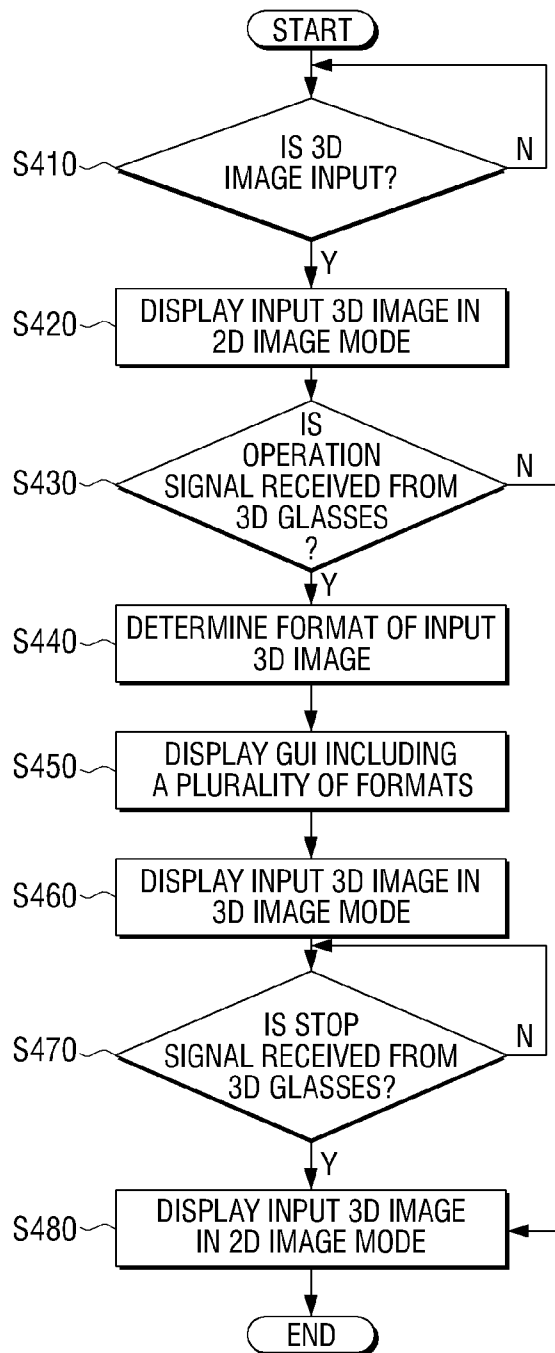 START
S410
IS 3D
IMAGE INPUT?
N
Y
S420
DISPLAY INPUT 3D IMAGE IN
2D IMAGE MODE
S430
IS
OPERATION
SIGNAL RECEIVED FROM
3D GLASSES
?
N
Y
S440
DETERMINE FORMAT OF INPUT
3D IMAGE
S450
DISPLAY GUI INCLUDING
A PLURALITY OF FORMATS
S460
DISPLAY INPUT 3D IMAGE IN
3D IMAGE MODE
S470
IS STOP
SIGNAL RECEIVED FROM
3D GLASSES?
N
Y
S480
DISPLAY INPUT 3D IMAGE
IN 2D IMAGE MODE
END